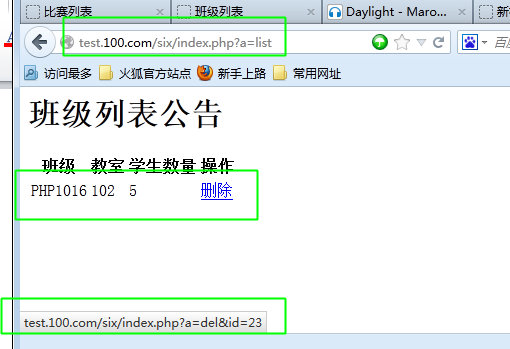 比赛列表 班级列表 Daylight - Maro... 新
test.100.com/six/index.php?a=list 百度
访问最多 火狐官方站点 新手上路 常用网址
班级列表公告
班级 教室 学生数量 操作
PHP1016 102 5 删除
test.100.com/six/index.php?a=del&id=23